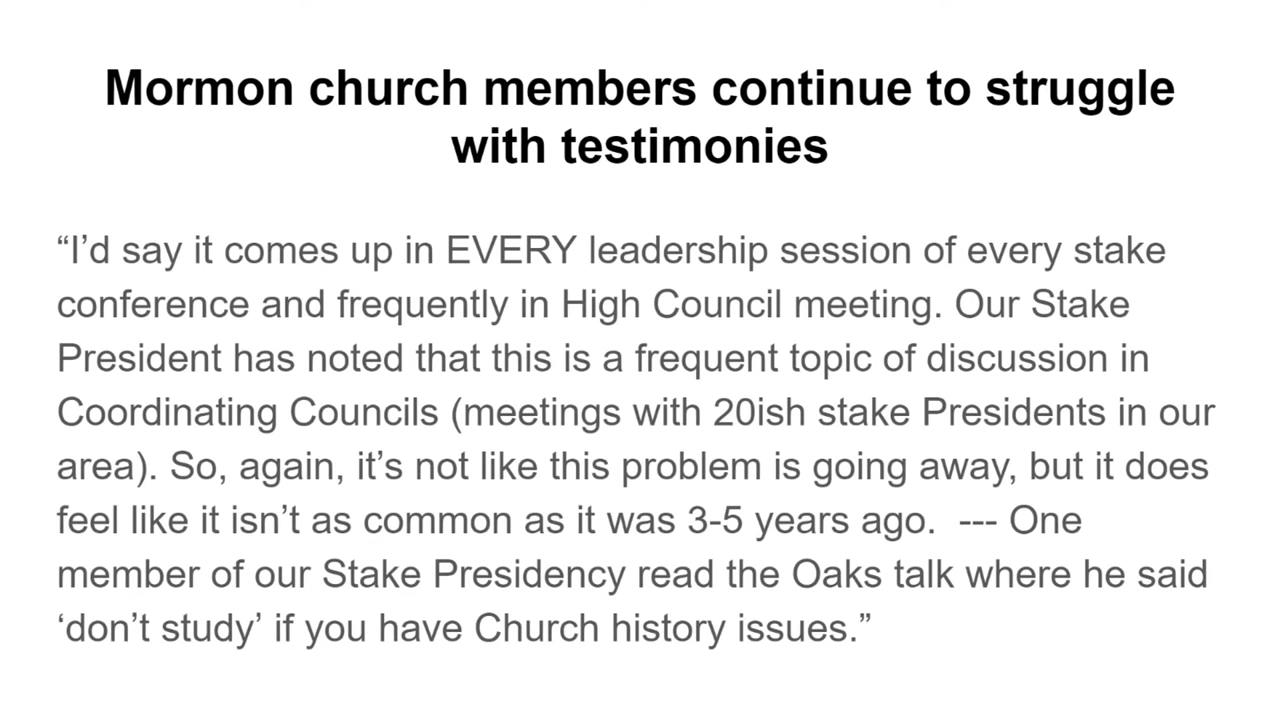 Mormon church members continue to struggle
with testimonies
“I’d say it comes up in EVERY leadership session of every stake
conference and frequently in High Council meeting. Our Stake
President has noted that this is a frequent topic of discussion in
Coordinating Councils (meetings with 20ish stake Presidents in our
area). So, again, it’s not like this problem is going away, but it does
feel like it isn’t as common as it was 3-5 years ago.  --- One
member of our Stake Presidency read the Oaks talk where he said
‘don’t study’ if you have Church history issues.”